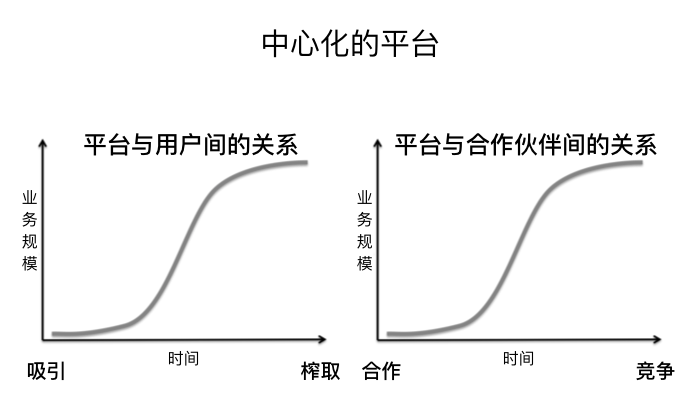 中心化的平台
平台与用户间的关系
业务规模
时间
吸引
榨取
平台与合作伙伴间的关系
业务规模
时间
合作
竞争